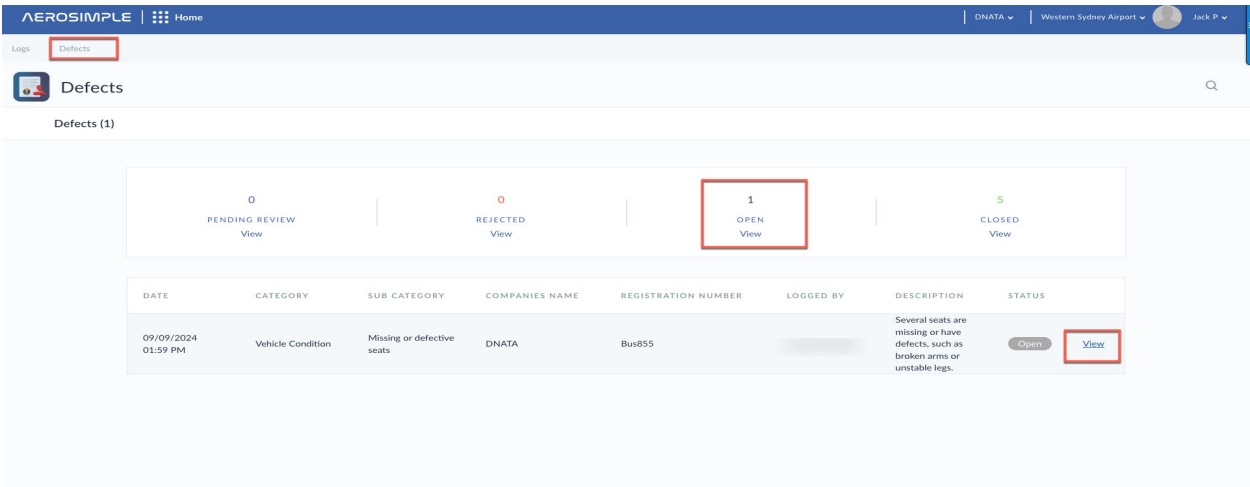 AEROSIMPLE Home DNATA Western Sydney Airport Jack P
Logs Defects
Defects
Defects (1)
0 0 1 5
PENDING REVIEW REJECTED OPEN CLOSED
View View View View
DATE CATEGORY SUB CATEGORY COMPANIES NAME REGISTRATION NUMBER LOGGED BY DESCRIPTION STATUS
09/09/2024
01:59 PM
Vehicle Condition
Missing or defective
seats
DNATA
Bus855
Several seats are
missing or have
defects, such as
broken arms or
unstable legs.
Open
View